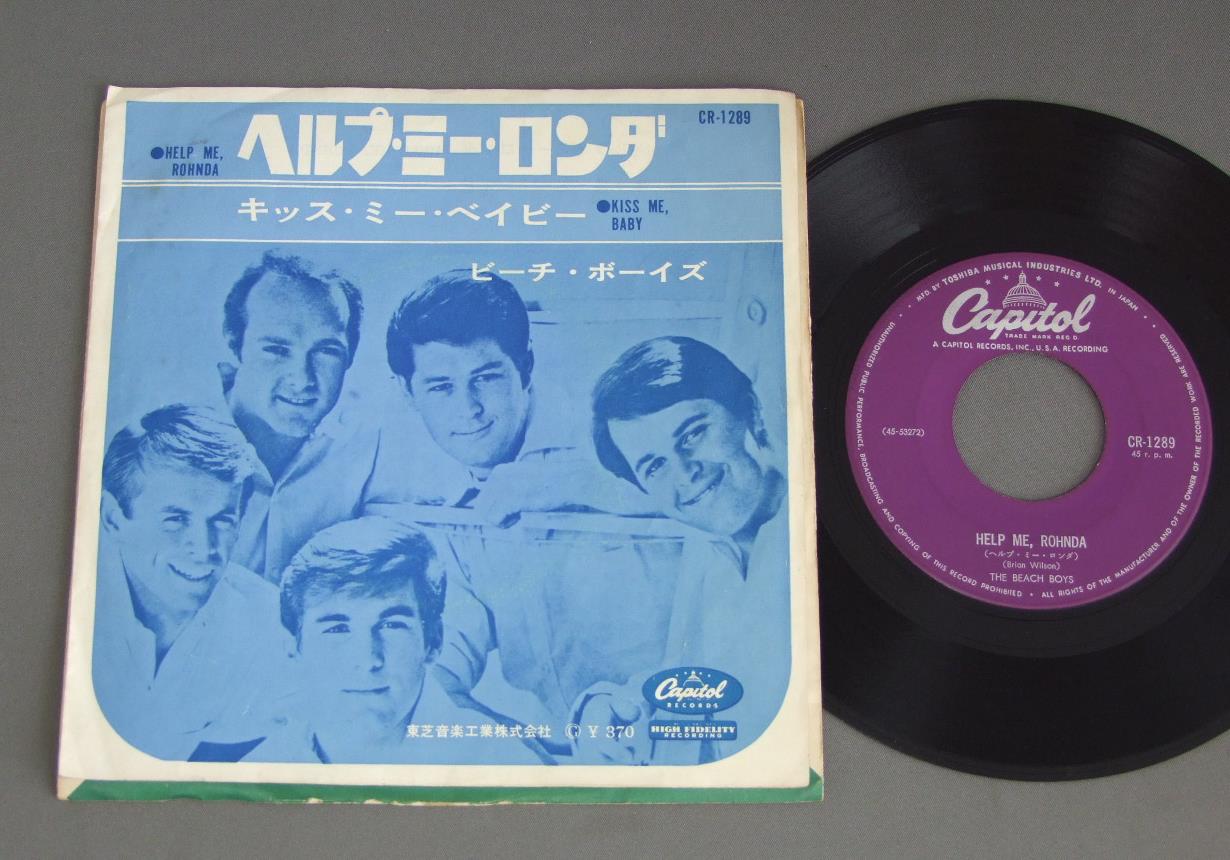 ヘルプ・ミー・ロンダ
●HELP ME,
ROHNDA
CR-1289
キッス・ミー・ベイビー
●KISS ME,
BABY
ビーチ・ボーイズ
Capitol
RECORDS
HIGH FIDELITY
RECORDING
東芝音楽工業株式会社 Ⓖ ¥370
MFD. BY TOSHIBA MUSICAL INDUSTRIES LTD. IN JAPAN
Capitol
TRADE MARK REG'D.
A CAPITOL RECORDS, INC., U.S.A. RECORDING
(45-53272)
CR-1289
45 r. p. m.
HELP ME, ROHNDA
(ヘルプ・ミー・ロンダ)
(Brian Wilson)
THE BEACH BOYS
UNAUTHORIZED PUBLIC PERFORMANCE, BROADCASTING AND COPYING OF THIS RECORD PROHIBITED • ALL RIGHTS OF THE MANUFACTURER AND OF THE OWNER OF THE RECORDED WORK ARE RESERVED